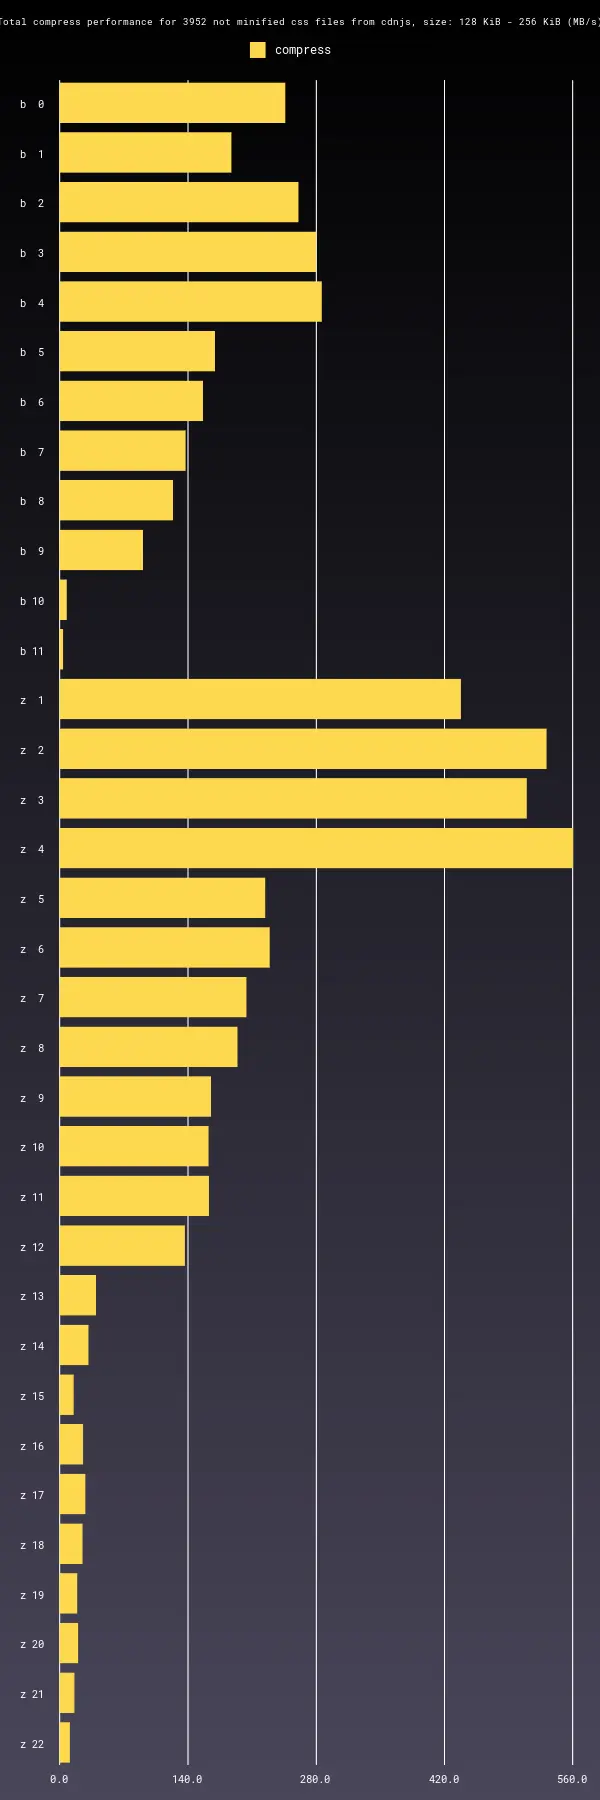 Total compress performance for 3952 not minified css files from cdnjs, size: 128 KiB - 256 KiB (MB/s)
compress
b 0
b 1
b 2
b 3
b 4
b 5
b 6
b 7
b 8
b 9
b 10
b 11
z 1
z 2
z 3
z 4
z 5
z 6
z 7
z 8
z 9
z 10
z 11
z 12
z 13
z 14
z 15
z 16
z 17
z 18
z 19
z 20
z 21
z 22
0.0 140.0 280.0 420.0 560.0